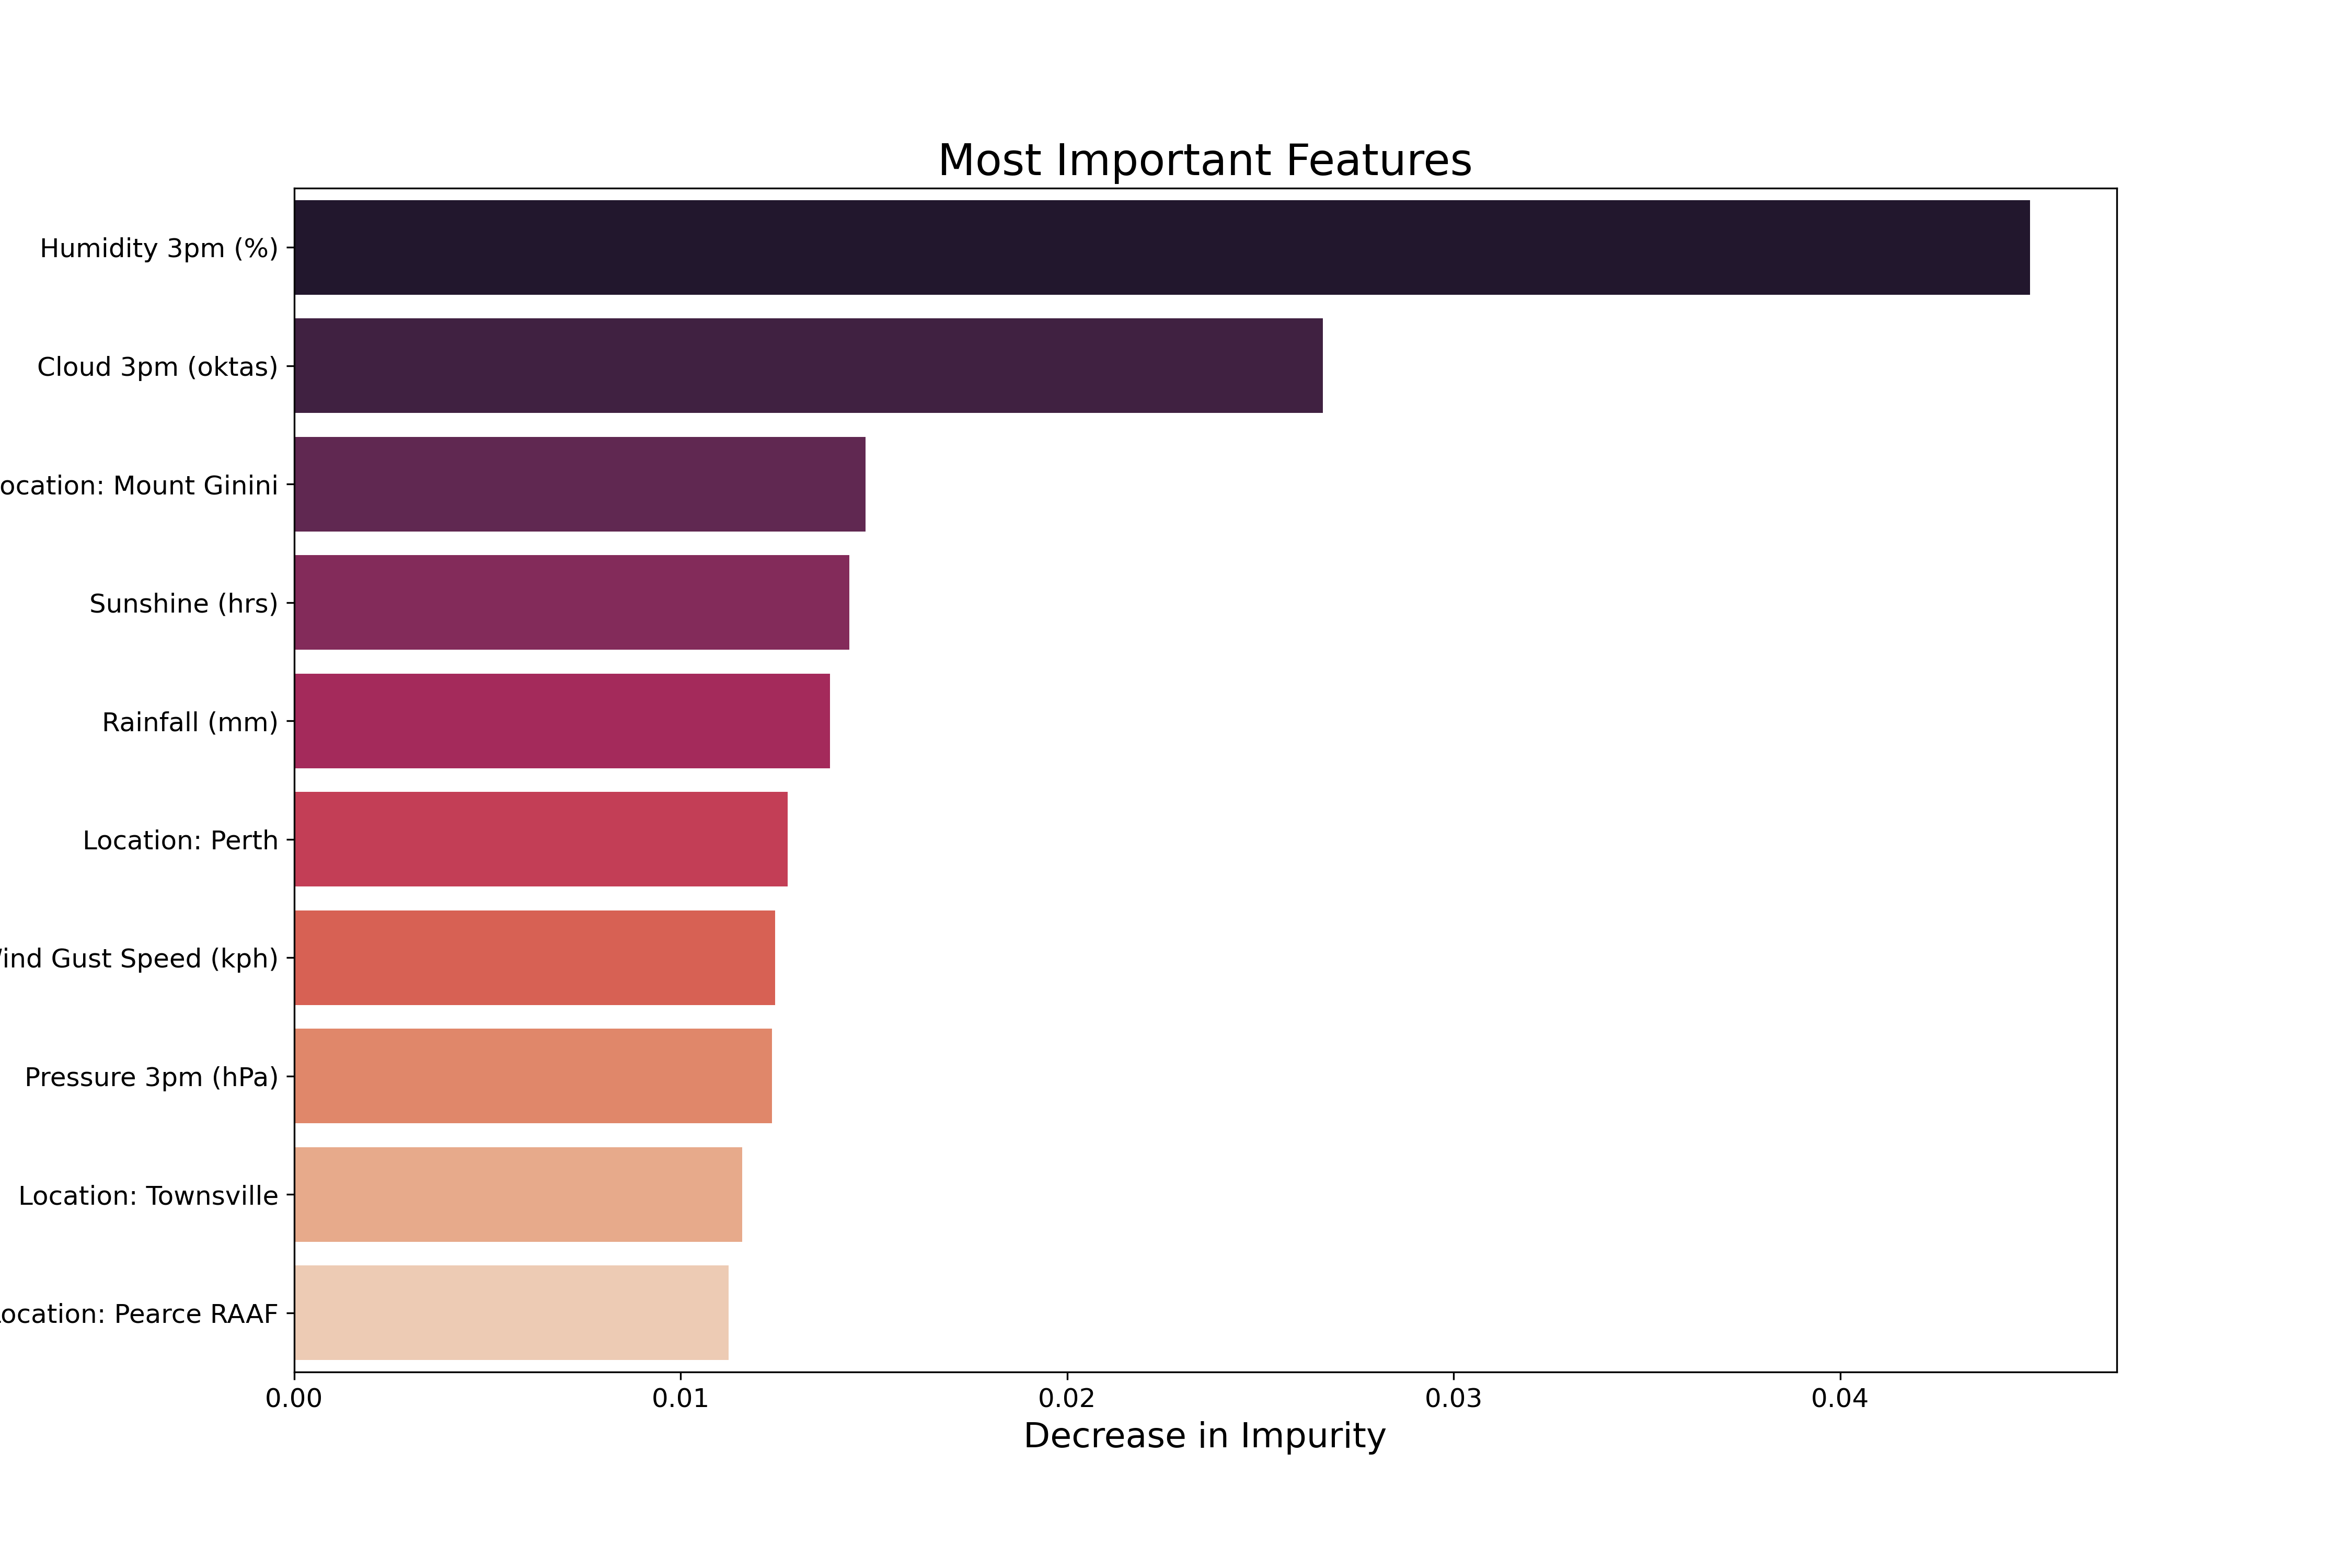 Most Important Features
Humidity 3pm (%)
Cloud 3pm (oktas)
ocation: Mount Ginini
Sunshine (hrs)
Rainfall (mm)
Location: Perth
ind Gust Speed (kph)
Pressure 3pm (hPa)
Location: Townsville
ocation: Pearce RAAF
0.00 0.01 0.02 0.03 0.04
Decrease in Impurity